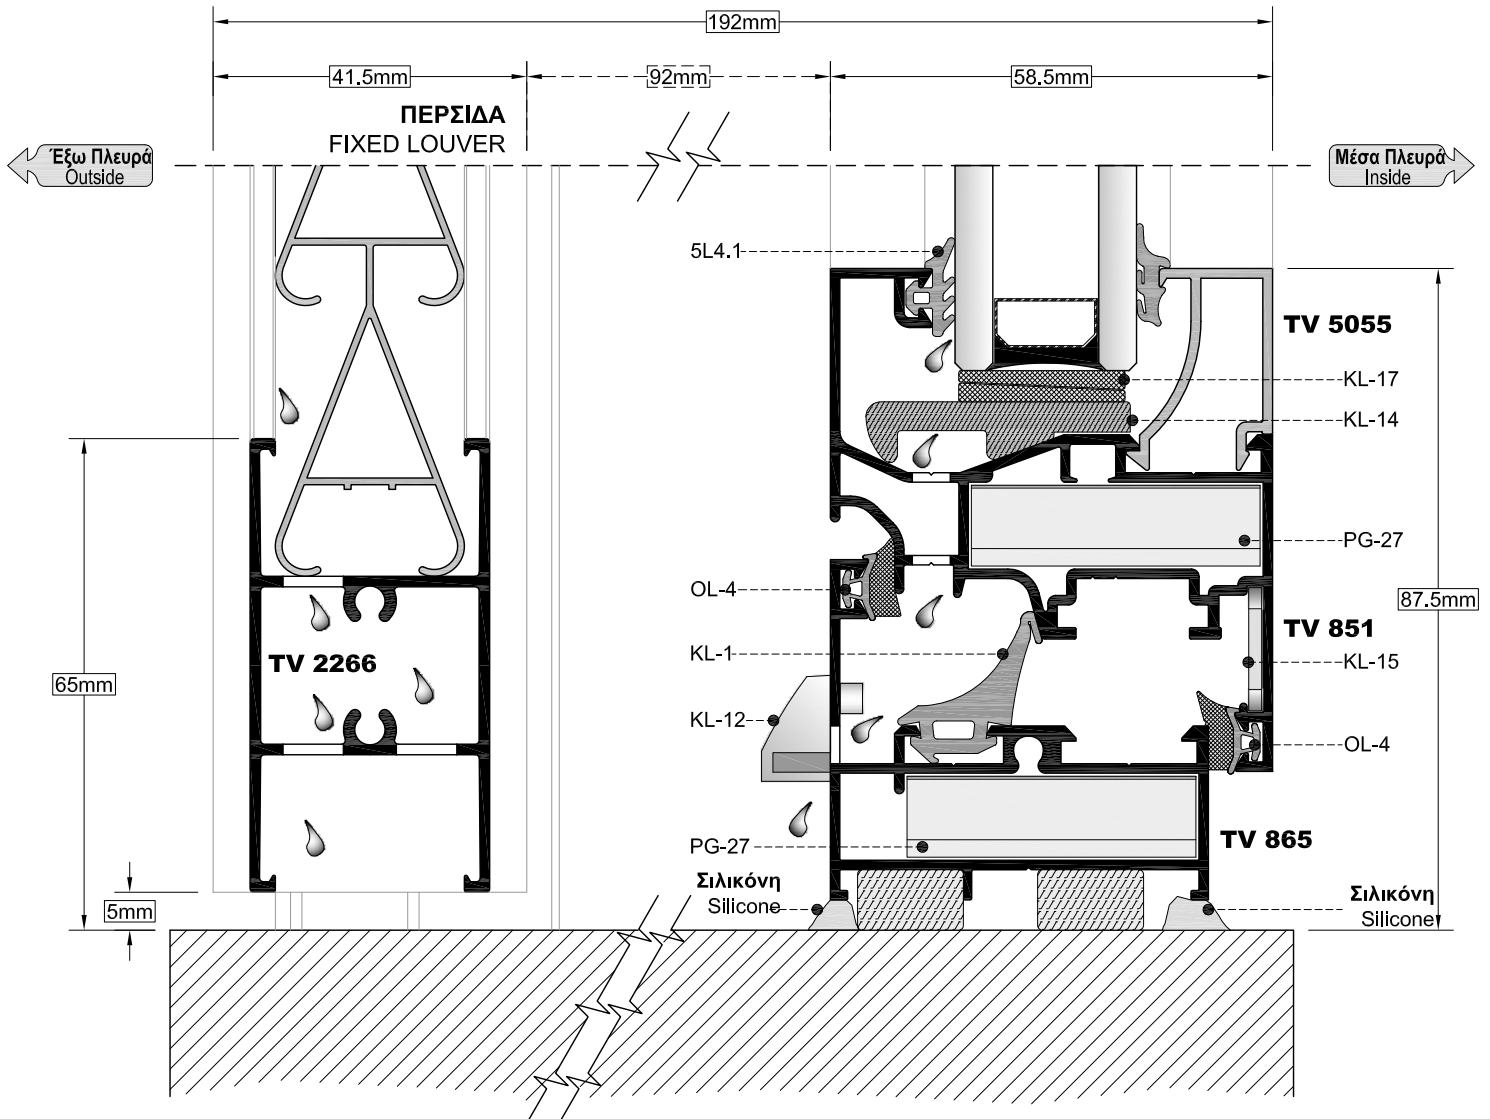 192mm
41.5mm
92mm
58.5mm
ΠΕΡΣΙΔΑ
FIXED LOUVER
Έξω Πλευρά
Outside
Μέσα Πλευρά
Inside
5L4.1
TV 5055
KL-17
KL-14
PG-27
OL-4
87.5mm
TV 851
KL-1
TV 2266
KL-15
65mm
KL-12
OL-4
TV 865
PG-27
Σιλικόνη
Silicone
Σιλικόνη
Silicone
5mm